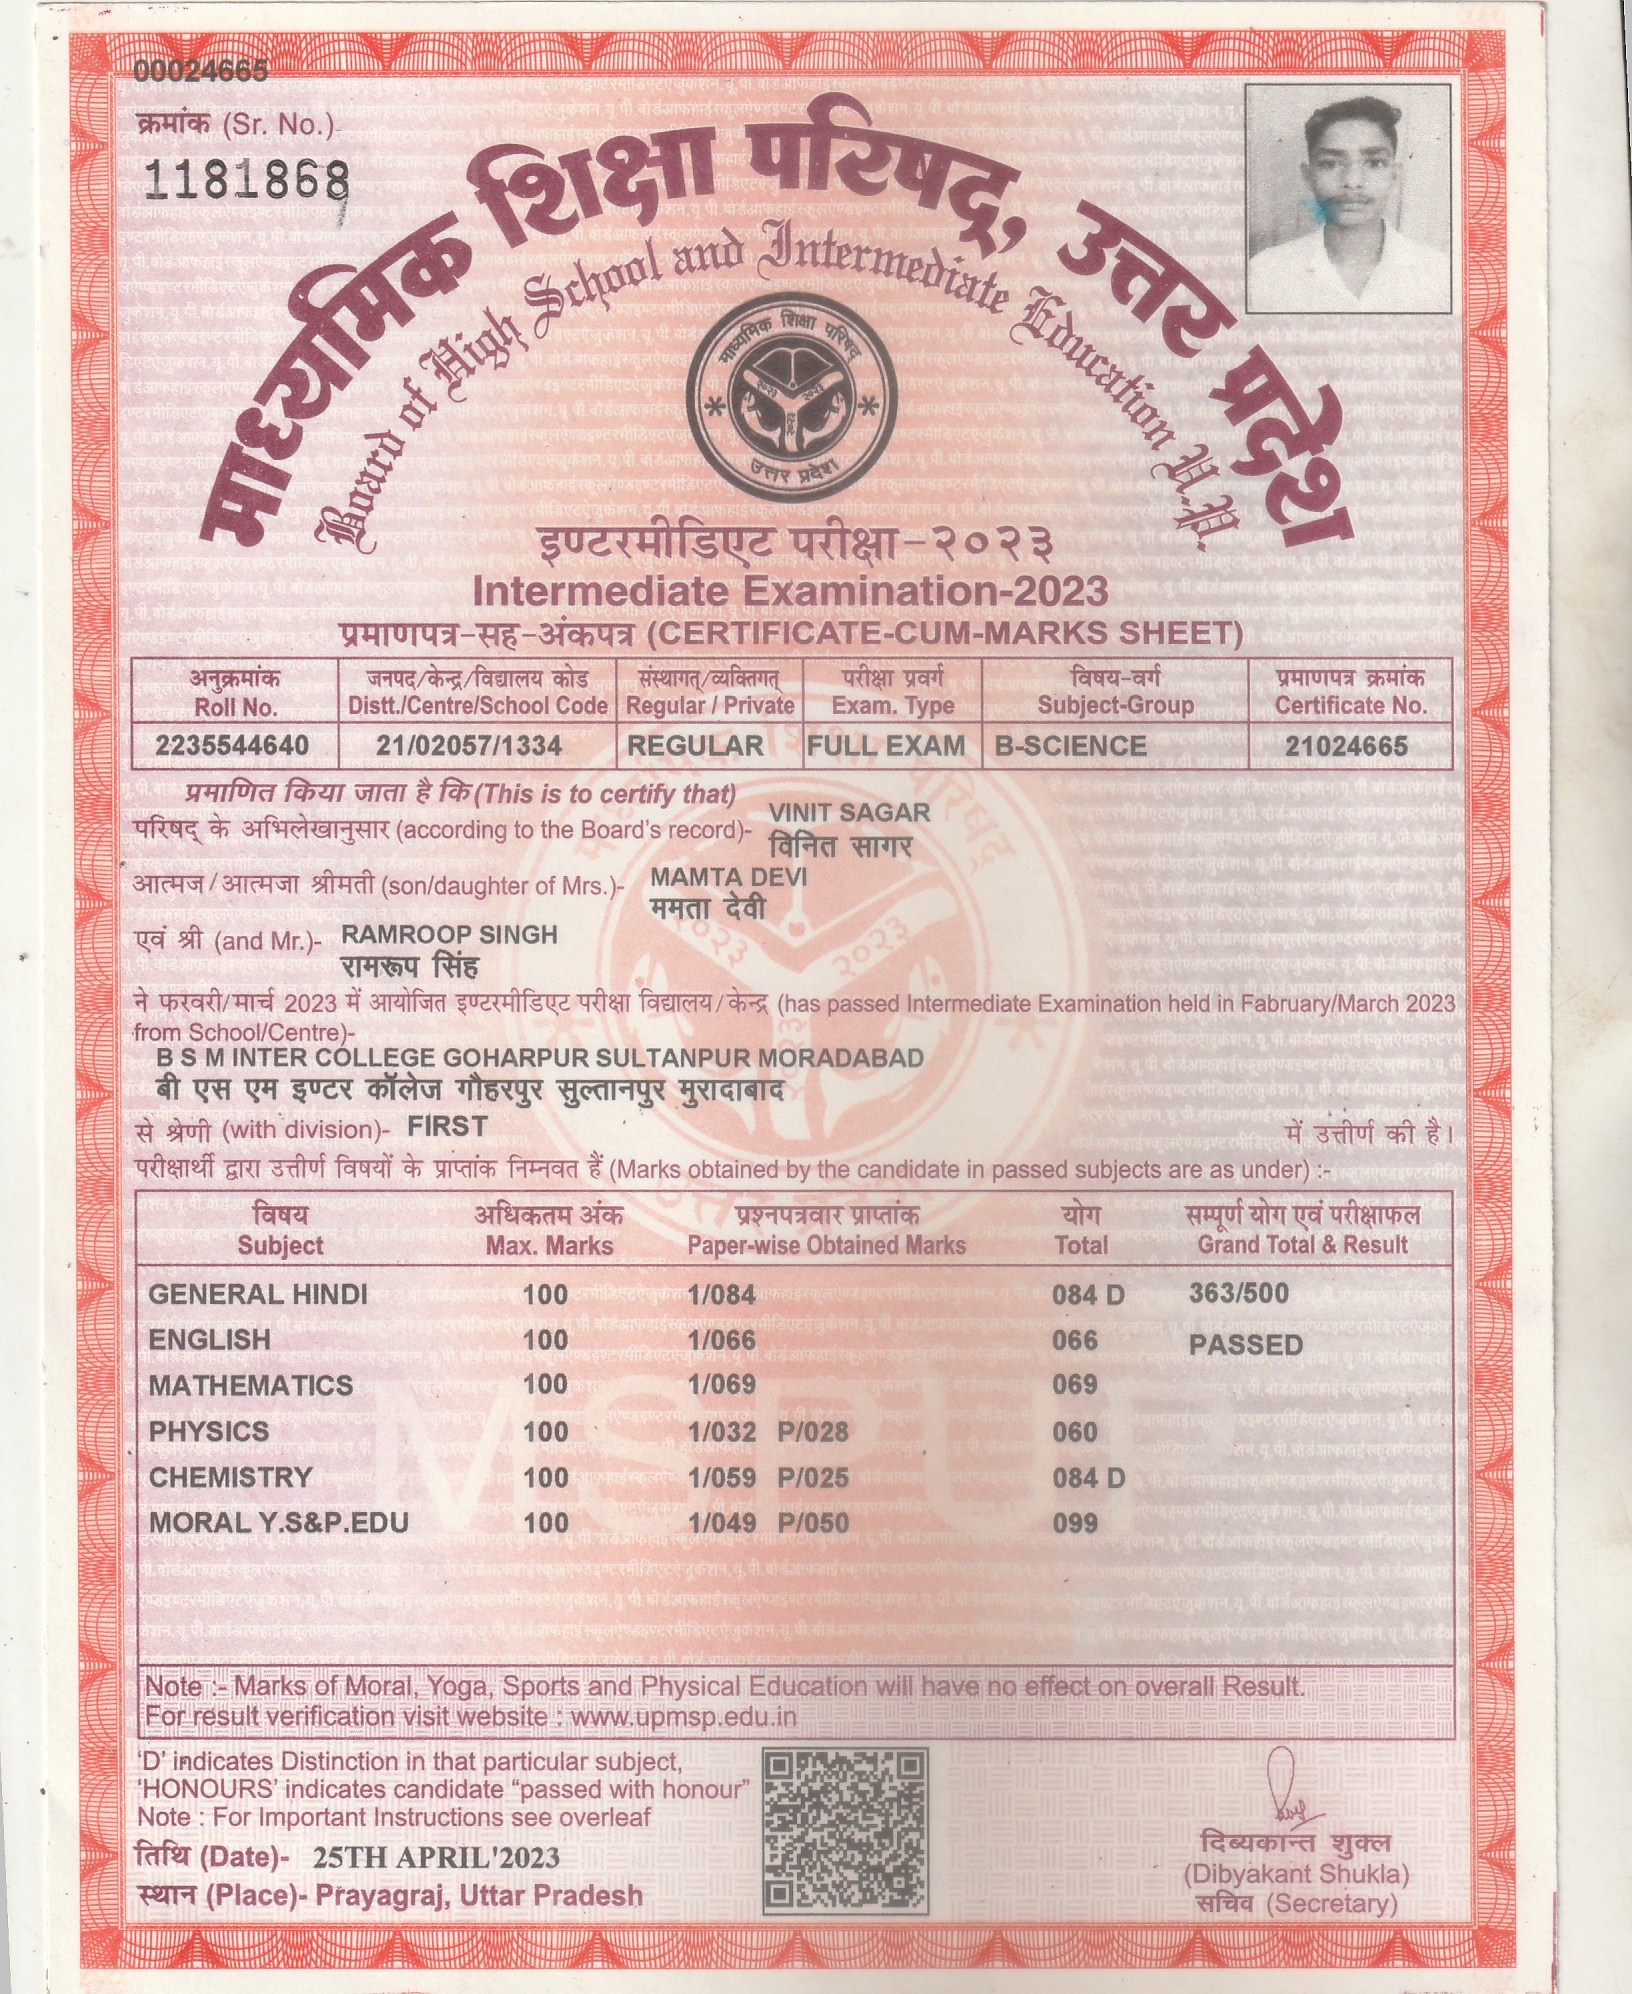 00024665
क्रमांक (Sr. No.)
1181868
माध्यमिक शिक्षा परिषद्, उत्तर प्रदेश
Board of High School and Intermediate Education U.P.
माध्यमिक शिक्षा परिषद
उत्तर प्रदेश
इण्टरमीडिएट परीक्षा-२०२३
Intermediate Examination-2023
प्रमाणपत्र-सह-अंकपत्र (CERTIFICATE-CUM-MARKS SHEET)
अनुक्रमांक जनपद/केन्द्र/विद्यालय कोड संस्थागत्/व्यक्तिगत् परीक्षा प्रवर्ग विषय-वर्ग प्रमाणपत्र क्रमांक
Roll No. Distt./Centre/School Code Regular / Private Exam. Type Subject-Group Certificate No.
2235544640 21/02057/1334 REGULAR FULL EXAM B-SCIENCE 21024665
प्रमाणित किया जाता है कि (This is to certify that)
परिषद् के अभिलेखानुसार (according to the Board's record)- VINIT SAGAR
विनित सागर
आत्मज/आत्मजा श्रीमती (son/daughter of Mrs.)- MAMTA DEVI
ममता देवी
एवं श्री (and Mr.)- RAMROOP SINGH
रामरूप सिंह
ने फरवरी/मार्च 2023 में आयोजित इण्टरमीडिएट परीक्षा विद्यालय/केन्द्र (has passed Intermediate Examination held in Fabruary/March 2023
from School/Centre)-
B S M INTER COLLEGE GOHARPUR SULTANPUR MORADABAD
बी एस एम इण्टर कॉलेज गौहरपुर सुल्तानपुर मुरादाबाद
से श्रेणी (with division)- FIRST में उत्तीर्ण की है।
परीक्षार्थी द्वारा उत्तीर्ण विषयों के प्राप्तांक निम्नवत हैं (Marks obtained by the candidate in passed subjects are as under) :-
विषय अधिकतम अंक प्रश्नपत्रवार प्राप्तांक योग सम्पूर्ण योग एवं परीक्षाफल
Subject Max. Marks Paper-wise Obtained Marks Total Grand Total & Result
GENERAL HINDI 100 1/084 084 D 363/500
ENGLISH 100 1/066 066 PASSED
MATHEMATICS 100 1/069 069
PHYSICS 100 1/032 P/028 060
CHEMISTRY 100 1/059 P/025 084 D
MORAL Y.S&P.EDU 100 1/049 P/050 099
Note :- Marks of Moral, Yoga, Sports and Physical Education will have no effect on overall Result.
For result verification visit website : www.upmsp.edu.in
'D' indicates Distinction in that particular subject,
'HONOURS' indicates candidate "passed with honour"
Note : For Important Instructions see overleaf
तिथि (Date)- 25TH APRIL'2023
स्थान (Place)- Prayagraj, Uttar Pradesh
दिब्यकान्त शुक्ल
(Dibyakant Shukla)
सचिव (Secretary)